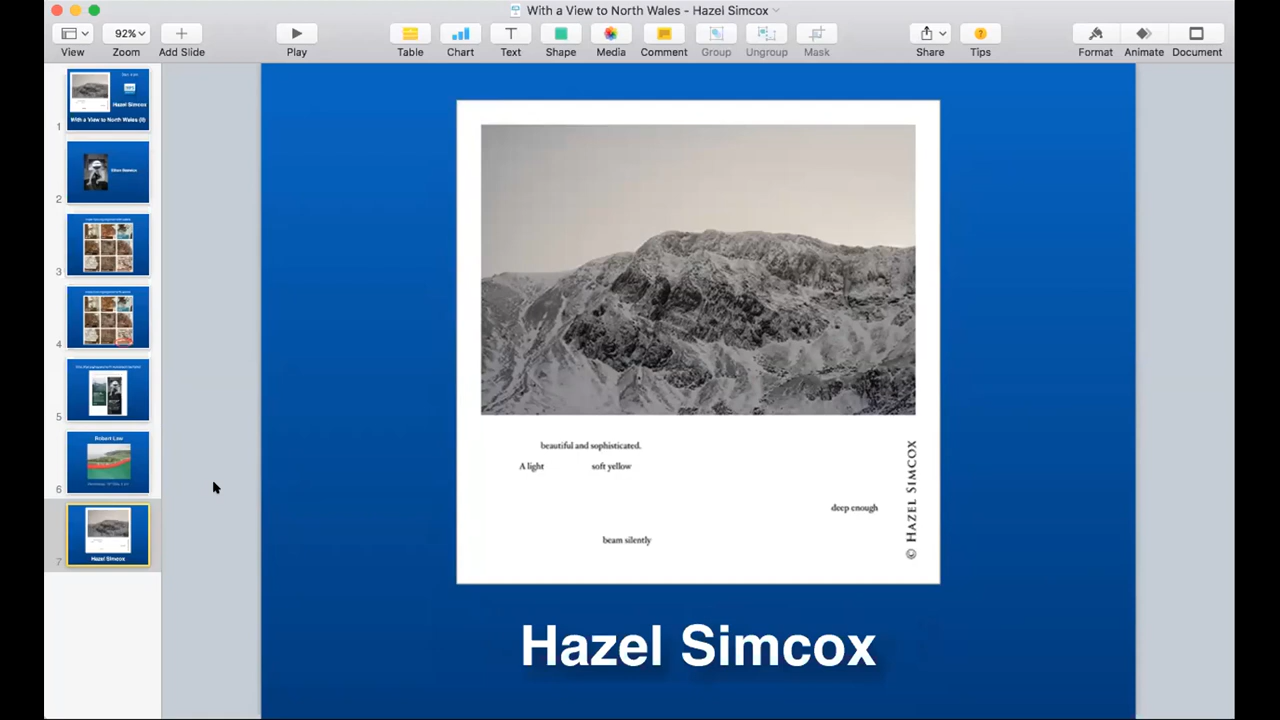 With a View to North Wales - Hazel Simcox
92%
View
Zoom
Add Slide
Play
Table
Chart
Text
Shape
Media
Comment
Group
Ungroup
Mask
Share
Tips
Format
Animate
Document
Hazel Simcox
With a View to North Wales (II)
1
2
3
4
5
Robert Law
6
Hazel Simcox
7
beautiful and sophisticated.
A light soft yellow
deep enough
beam silently
© HAZEL SIMCOX
Hazel Simcox